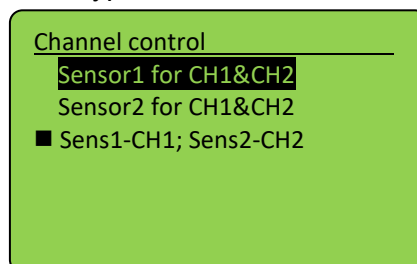 Channel control
Sensor1 for CH1&CH2
Sensor2 for CH1&CH2
Sens1-CH1; Sens2-CH2